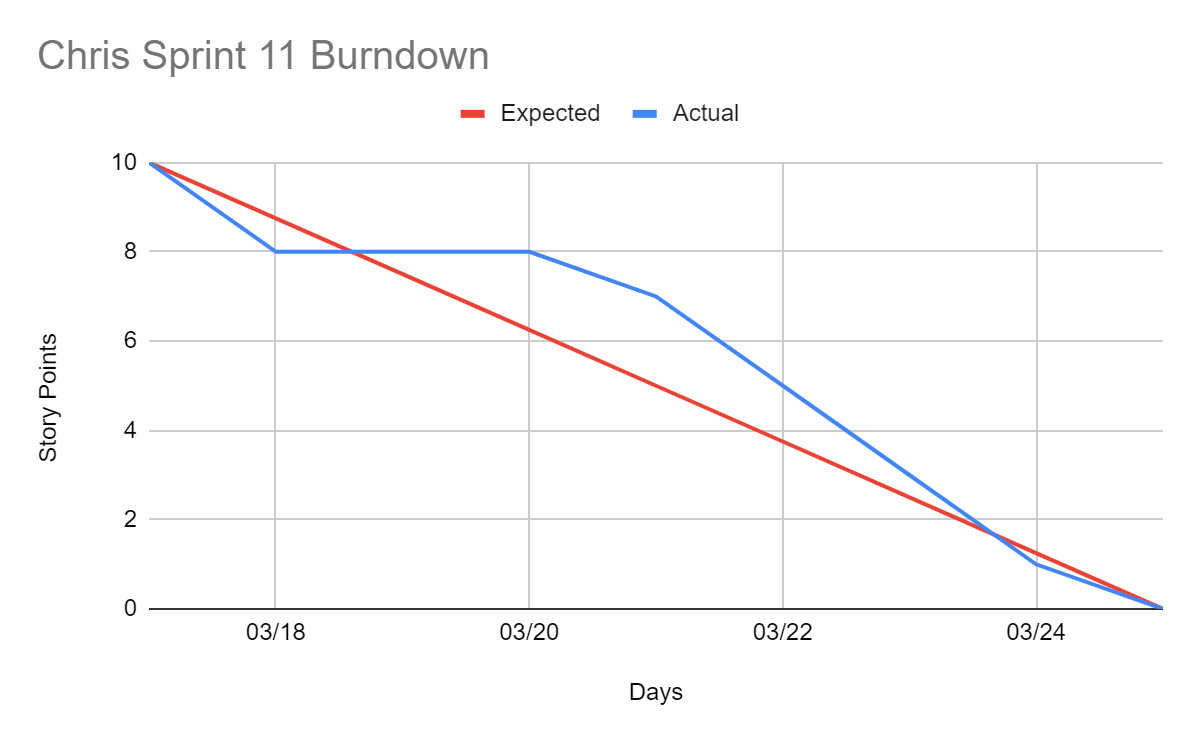 Chris Sprint 11 Burndown
Expected Actual
10
8
6
4
2
0
Story Points
03/18 03/20 03/22 03/24
Days